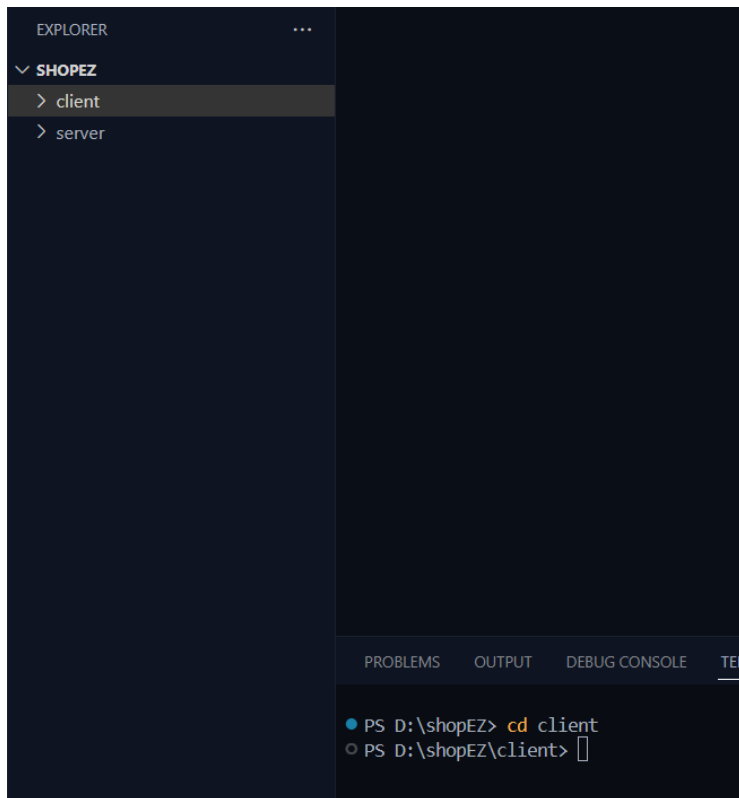 EXPLORER ...
SHOPEZ
client
server
PROBLEMS OUTPUT DEBUG CONSOLE
PS D:\shopEZ> cd client
PS D:\shopEZ\client>